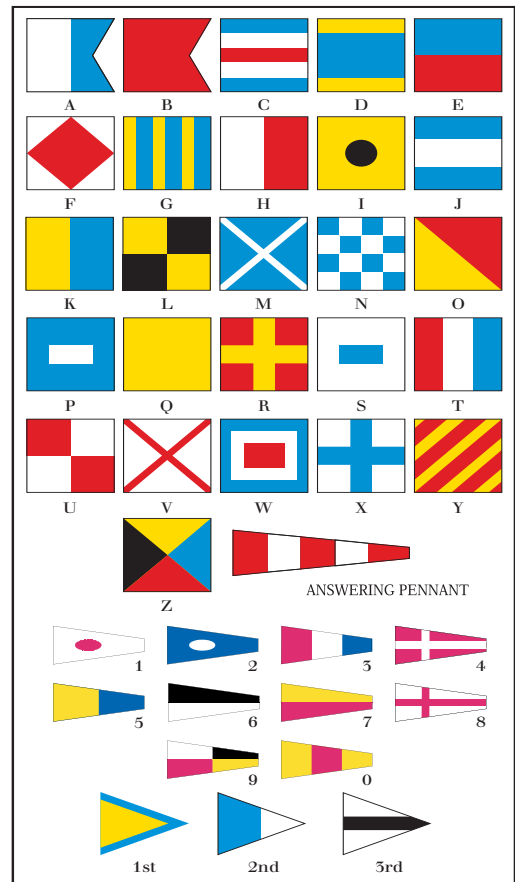 A B C D E
F G H I J
K L M N O
P Q R S T
U V W X Y
Z
ANSWERING PENNANT
1 2 3 4
5 6 7 8
9 0
1st 2nd 3rd